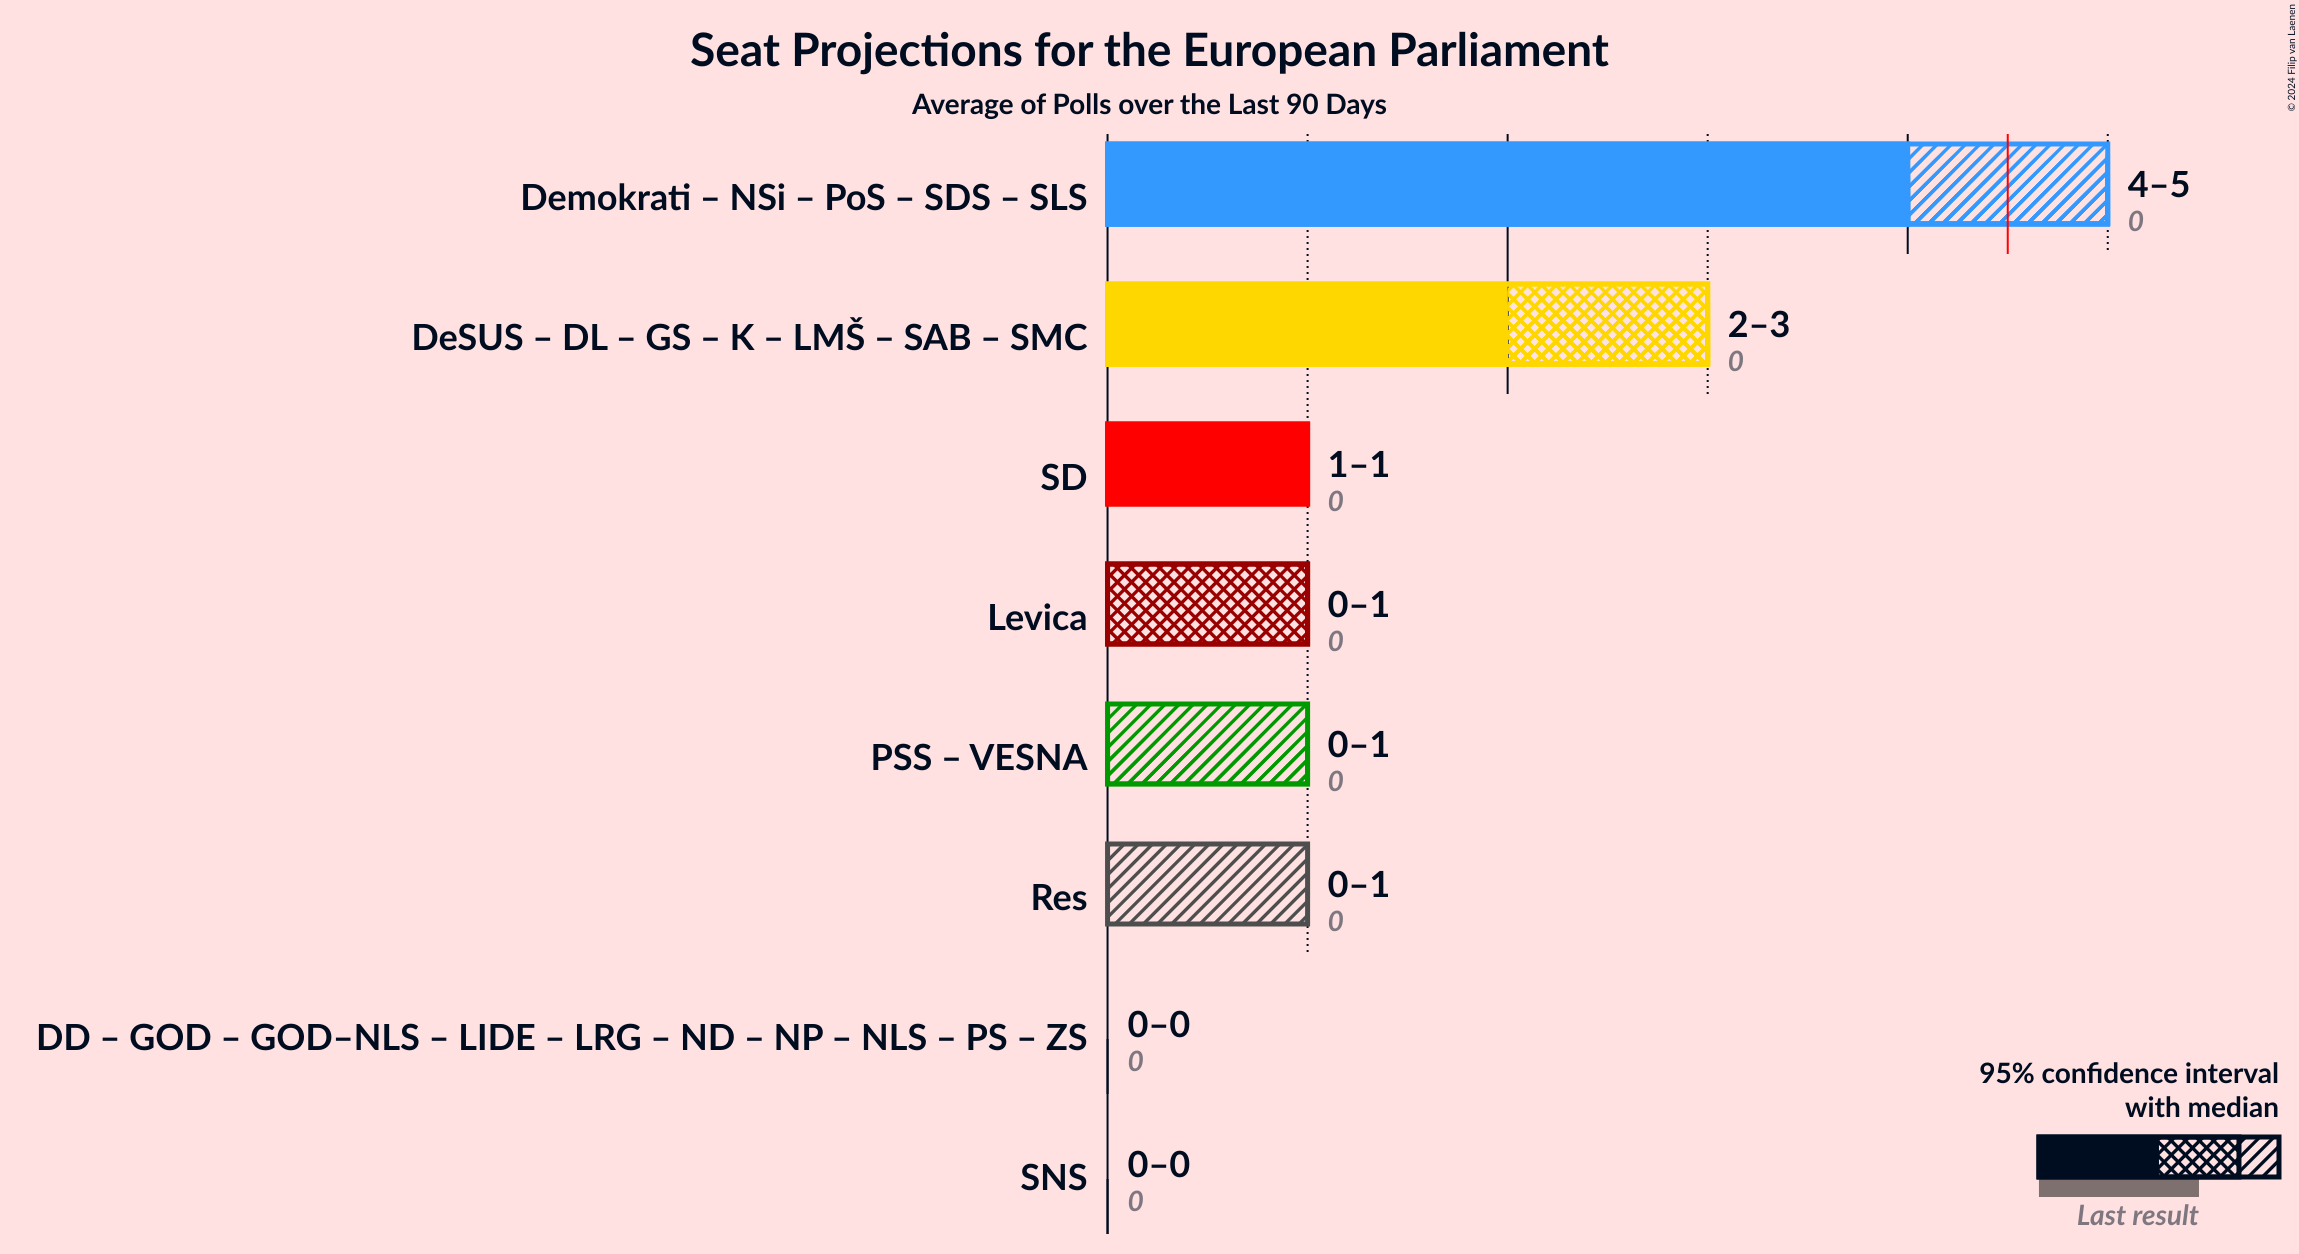 Seat Projections for the European Parliament
Average of Polls over the Last 90 Days
© 2024 Filip van Laenen
Demokrati – NSi – PoS – SDS – SLS
4–5
0
DeSUS – DL – GS – K – LMŠ – SAB – SMC
2–3
0
SD
1–1
0
Levica
0–1
0
PSS – VESNA
0–1
0
Res
0–1
0
DD – GOD – GOD–NLS – LIDE – LRG – ND – NP – NLS – PS – ZS
0–0
0
SNS
0–0
0
95% confidence interval
with median
Last result